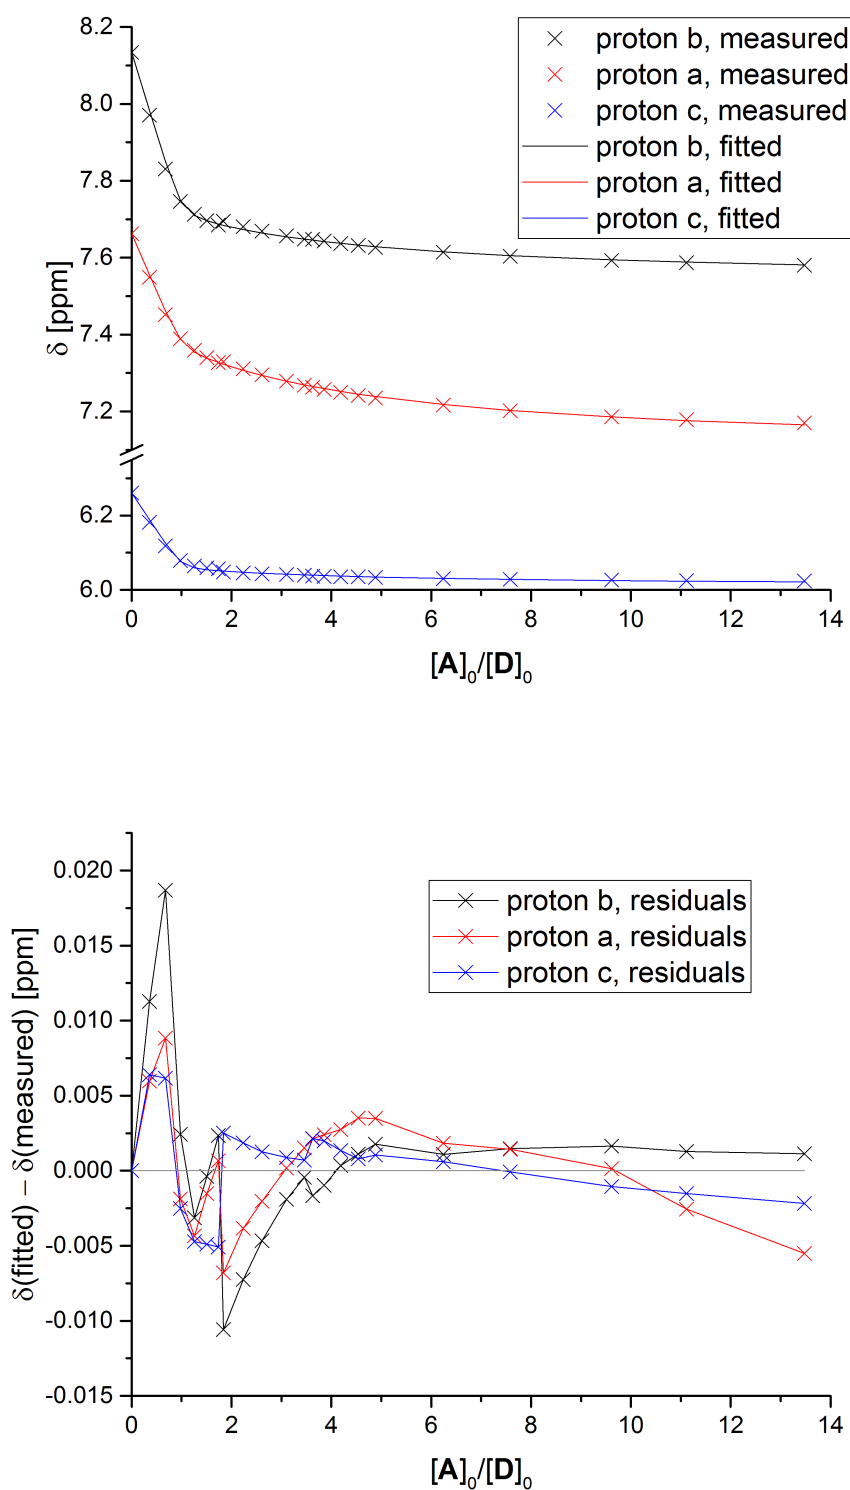 8.2
8.0
7.8
7.6
7.4
7.2
6.2
6.0
δ [ppm]
proton b, measured
proton a, measured
proton c, measured
proton b, fitted
proton a, fitted
proton c, fitted
0 2 4 6 8 10 12 14
[A]₀/[D]₀
0.020
0.015
0.010
0.005
0.000
-0.005
-0.010
-0.015
δ(fitted) − δ(measured) [ppm]
proton b, residuals
proton a, residuals
proton c, residuals
0 2 4 6 8 10 12 14
[A]₀/[D]₀